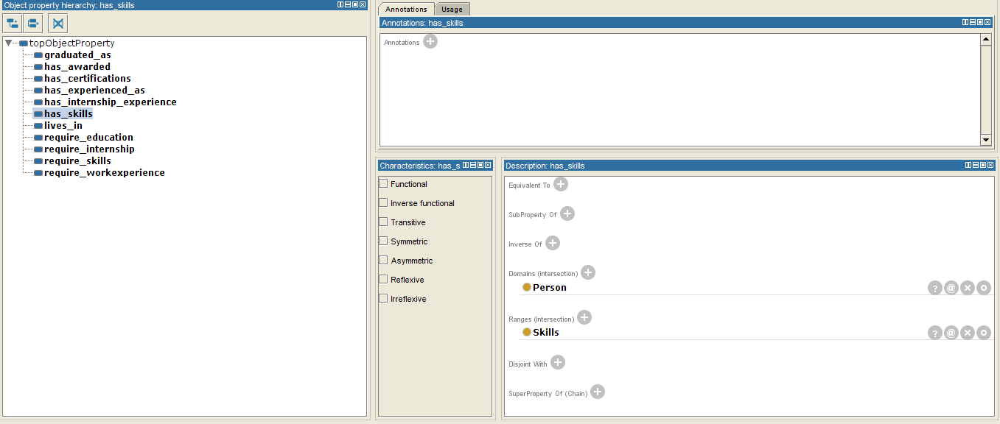 Object property hierarchy: has_skills
topObjectProperty
graduated_as
has_awarded
has_certifications
has_experienced_as
has_internship_experience
has_skills
lives_in
require_education
require_internship
require_skills
require_workexperience
Annotations Usage
Annotations: has_skills
Annotations
Characteristics: has_s
Functional
Inverse functional
Transitive
Symmetric
Asymmetric
Reflexive
Irreflexive
Description: has_skills
Equivalent To
SubProperty Of
Inverse Of
Domains (intersection)
Person
? @
Ranges (intersection)
Skills
? @
Disjoint With
SuperProperty Of (Chain)